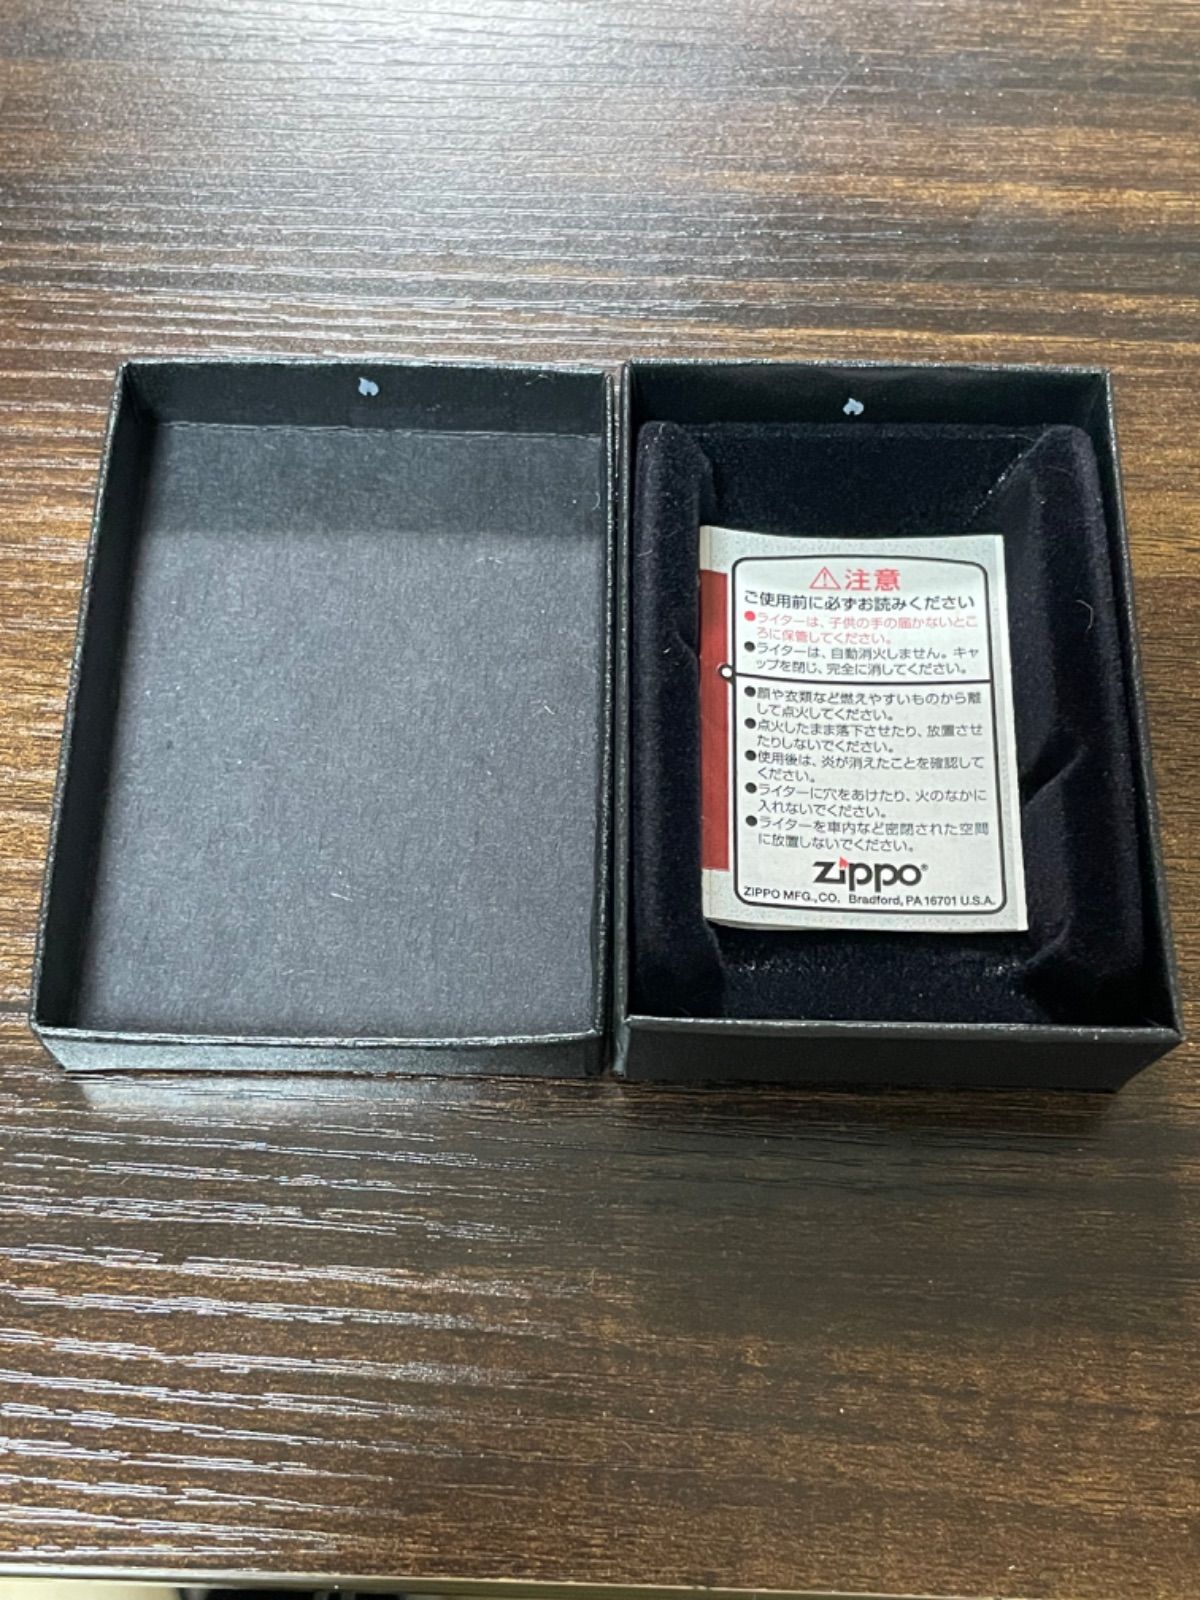 ⚠注意
ご使用前に必ずお読みください
●ライターは、子供の手の届かないとこ
ろに保管してください。
●ライターは、自動消火しません。キャ
ップを閉じ、完全に消してください。
●顔や衣類など燃えやすいものから離
して点火してください。
●点火したまま落下させたり、放置させ
たりしないでください。
●使用後は、炎が消えたことを確認して
ください。
●ライターに穴をあけたり、火のなかに
入れないでください。
●ライターを車内など密閉された空間
に放置しないでください。
zippo®
ZIPPO MFG., CO. Bradford, PA 16701 U.S.A.